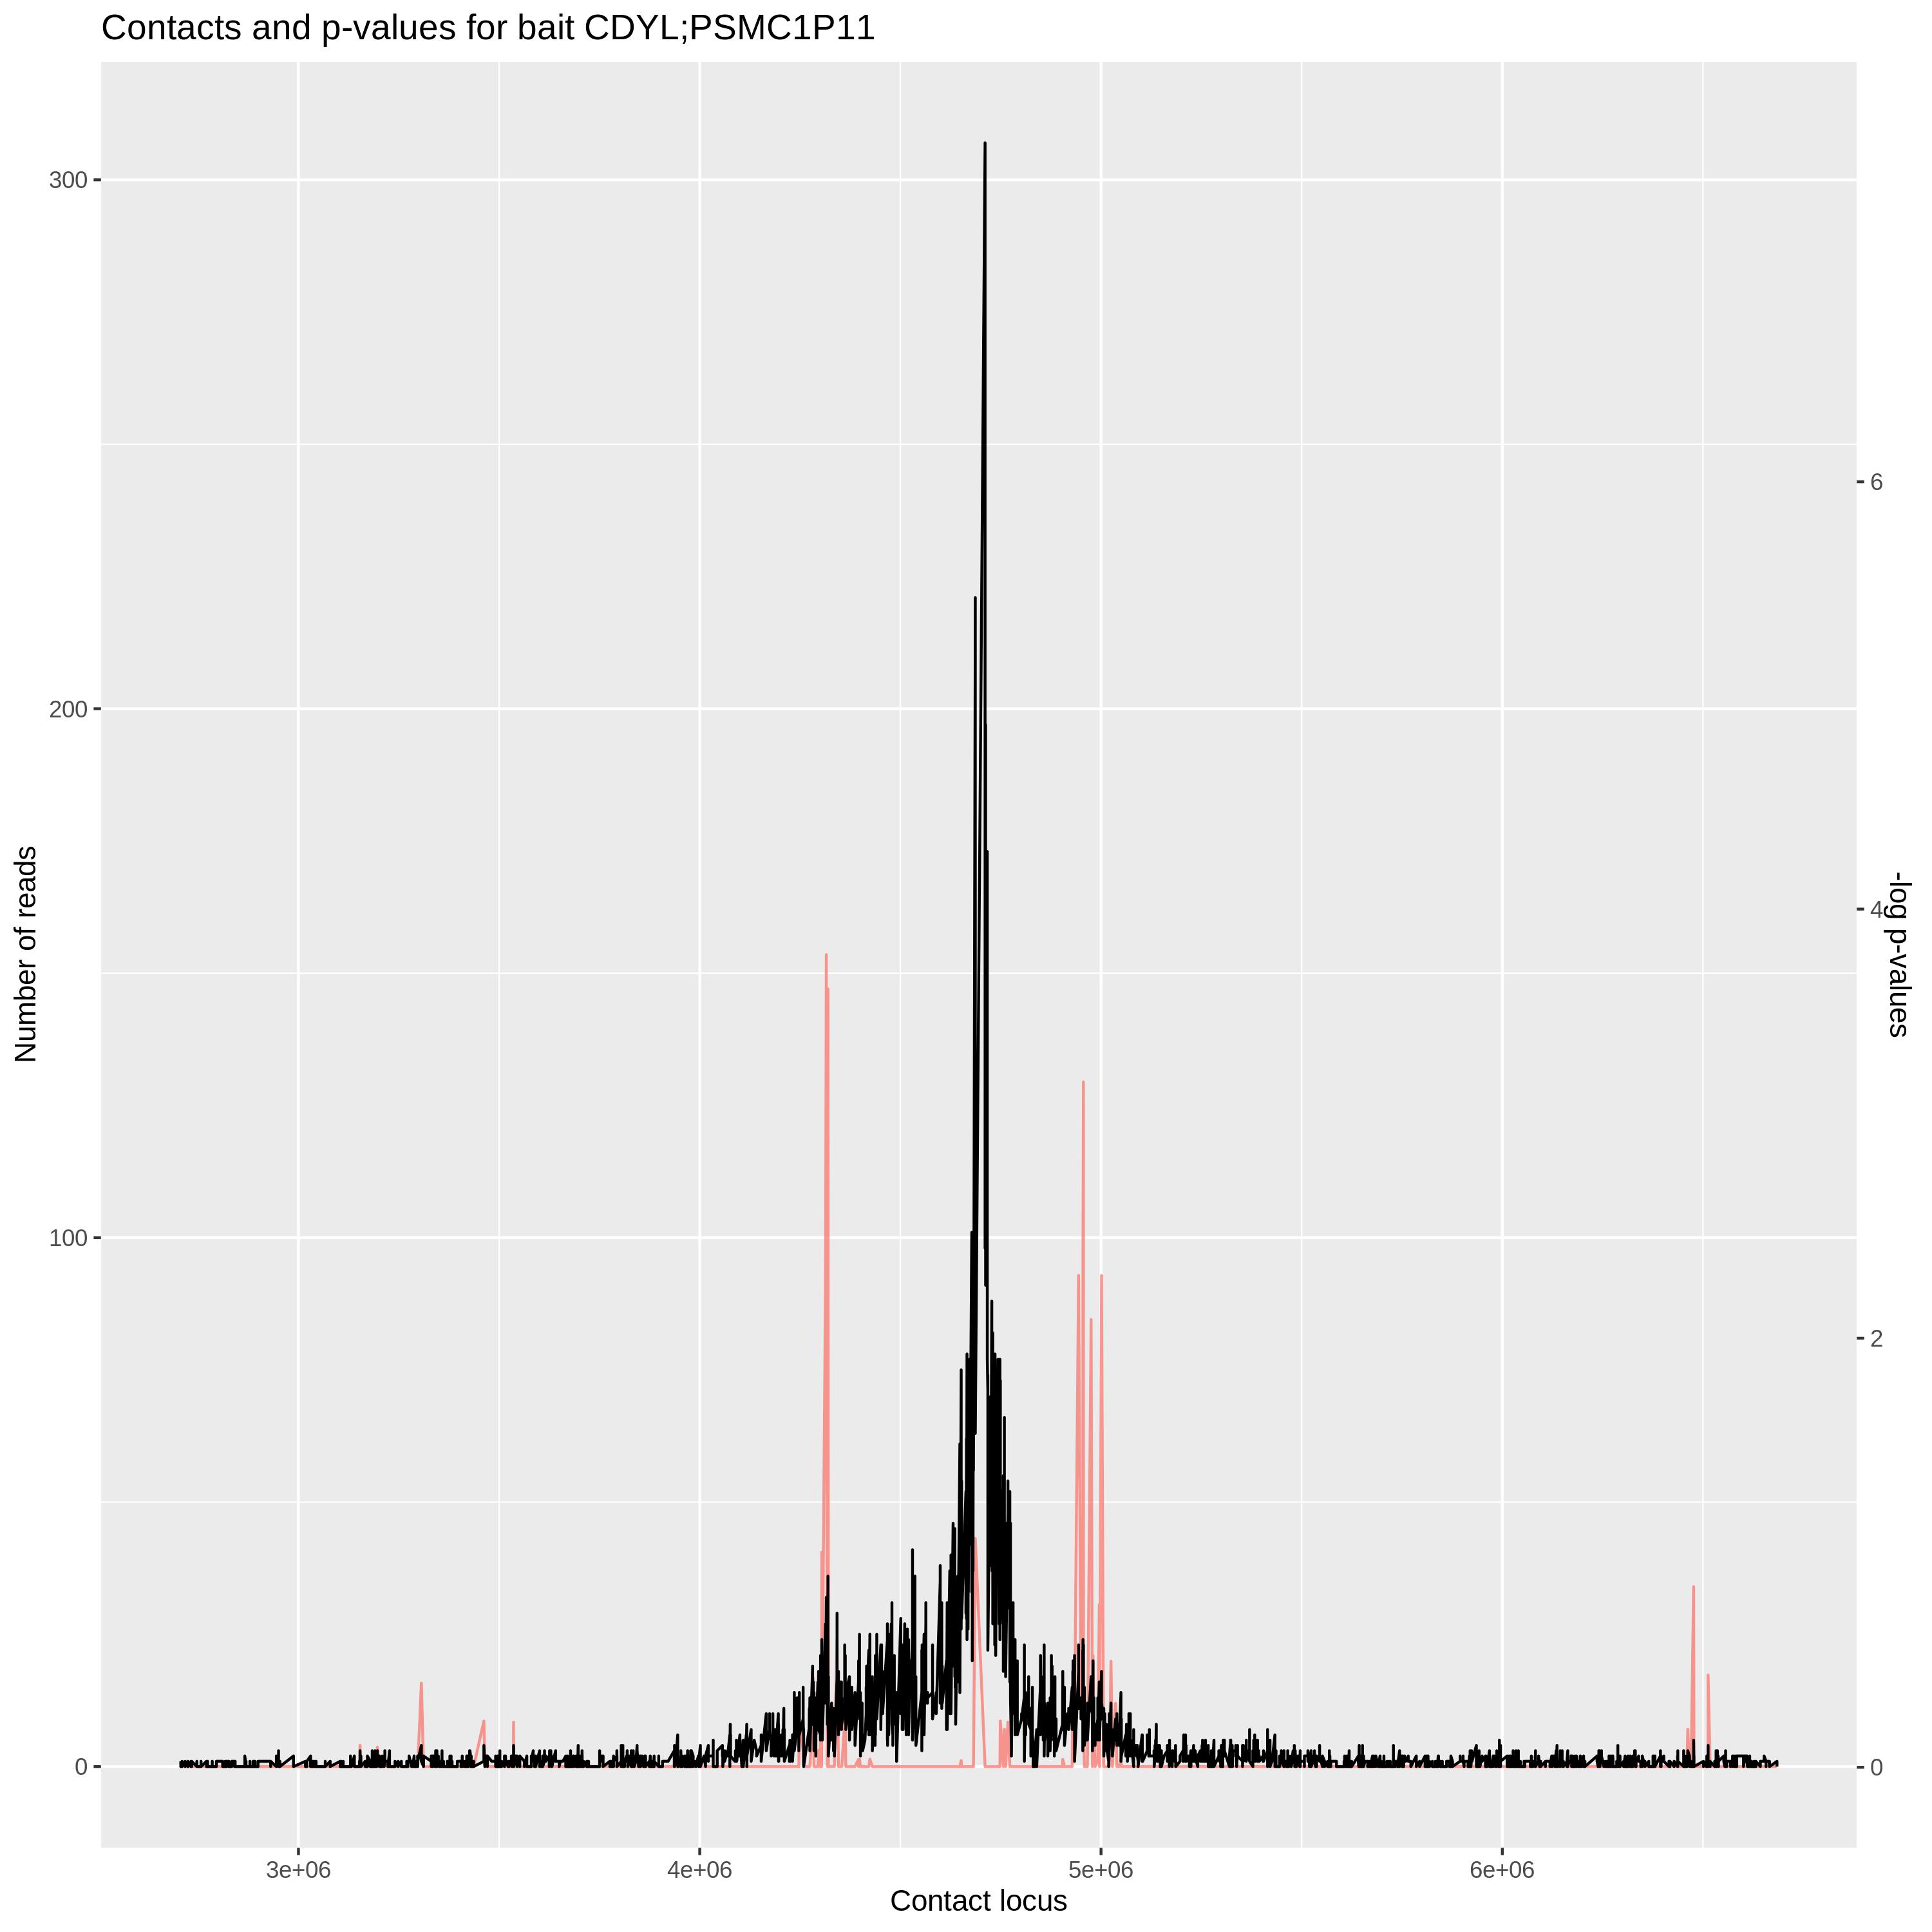 Contacts and p-values for bait CDYL;PSMC1P11
300
200
100
0
Number of reads
6
4
2
0
-log p-values
3e+06
4e+06
5e+06
6e+06
Contact locus